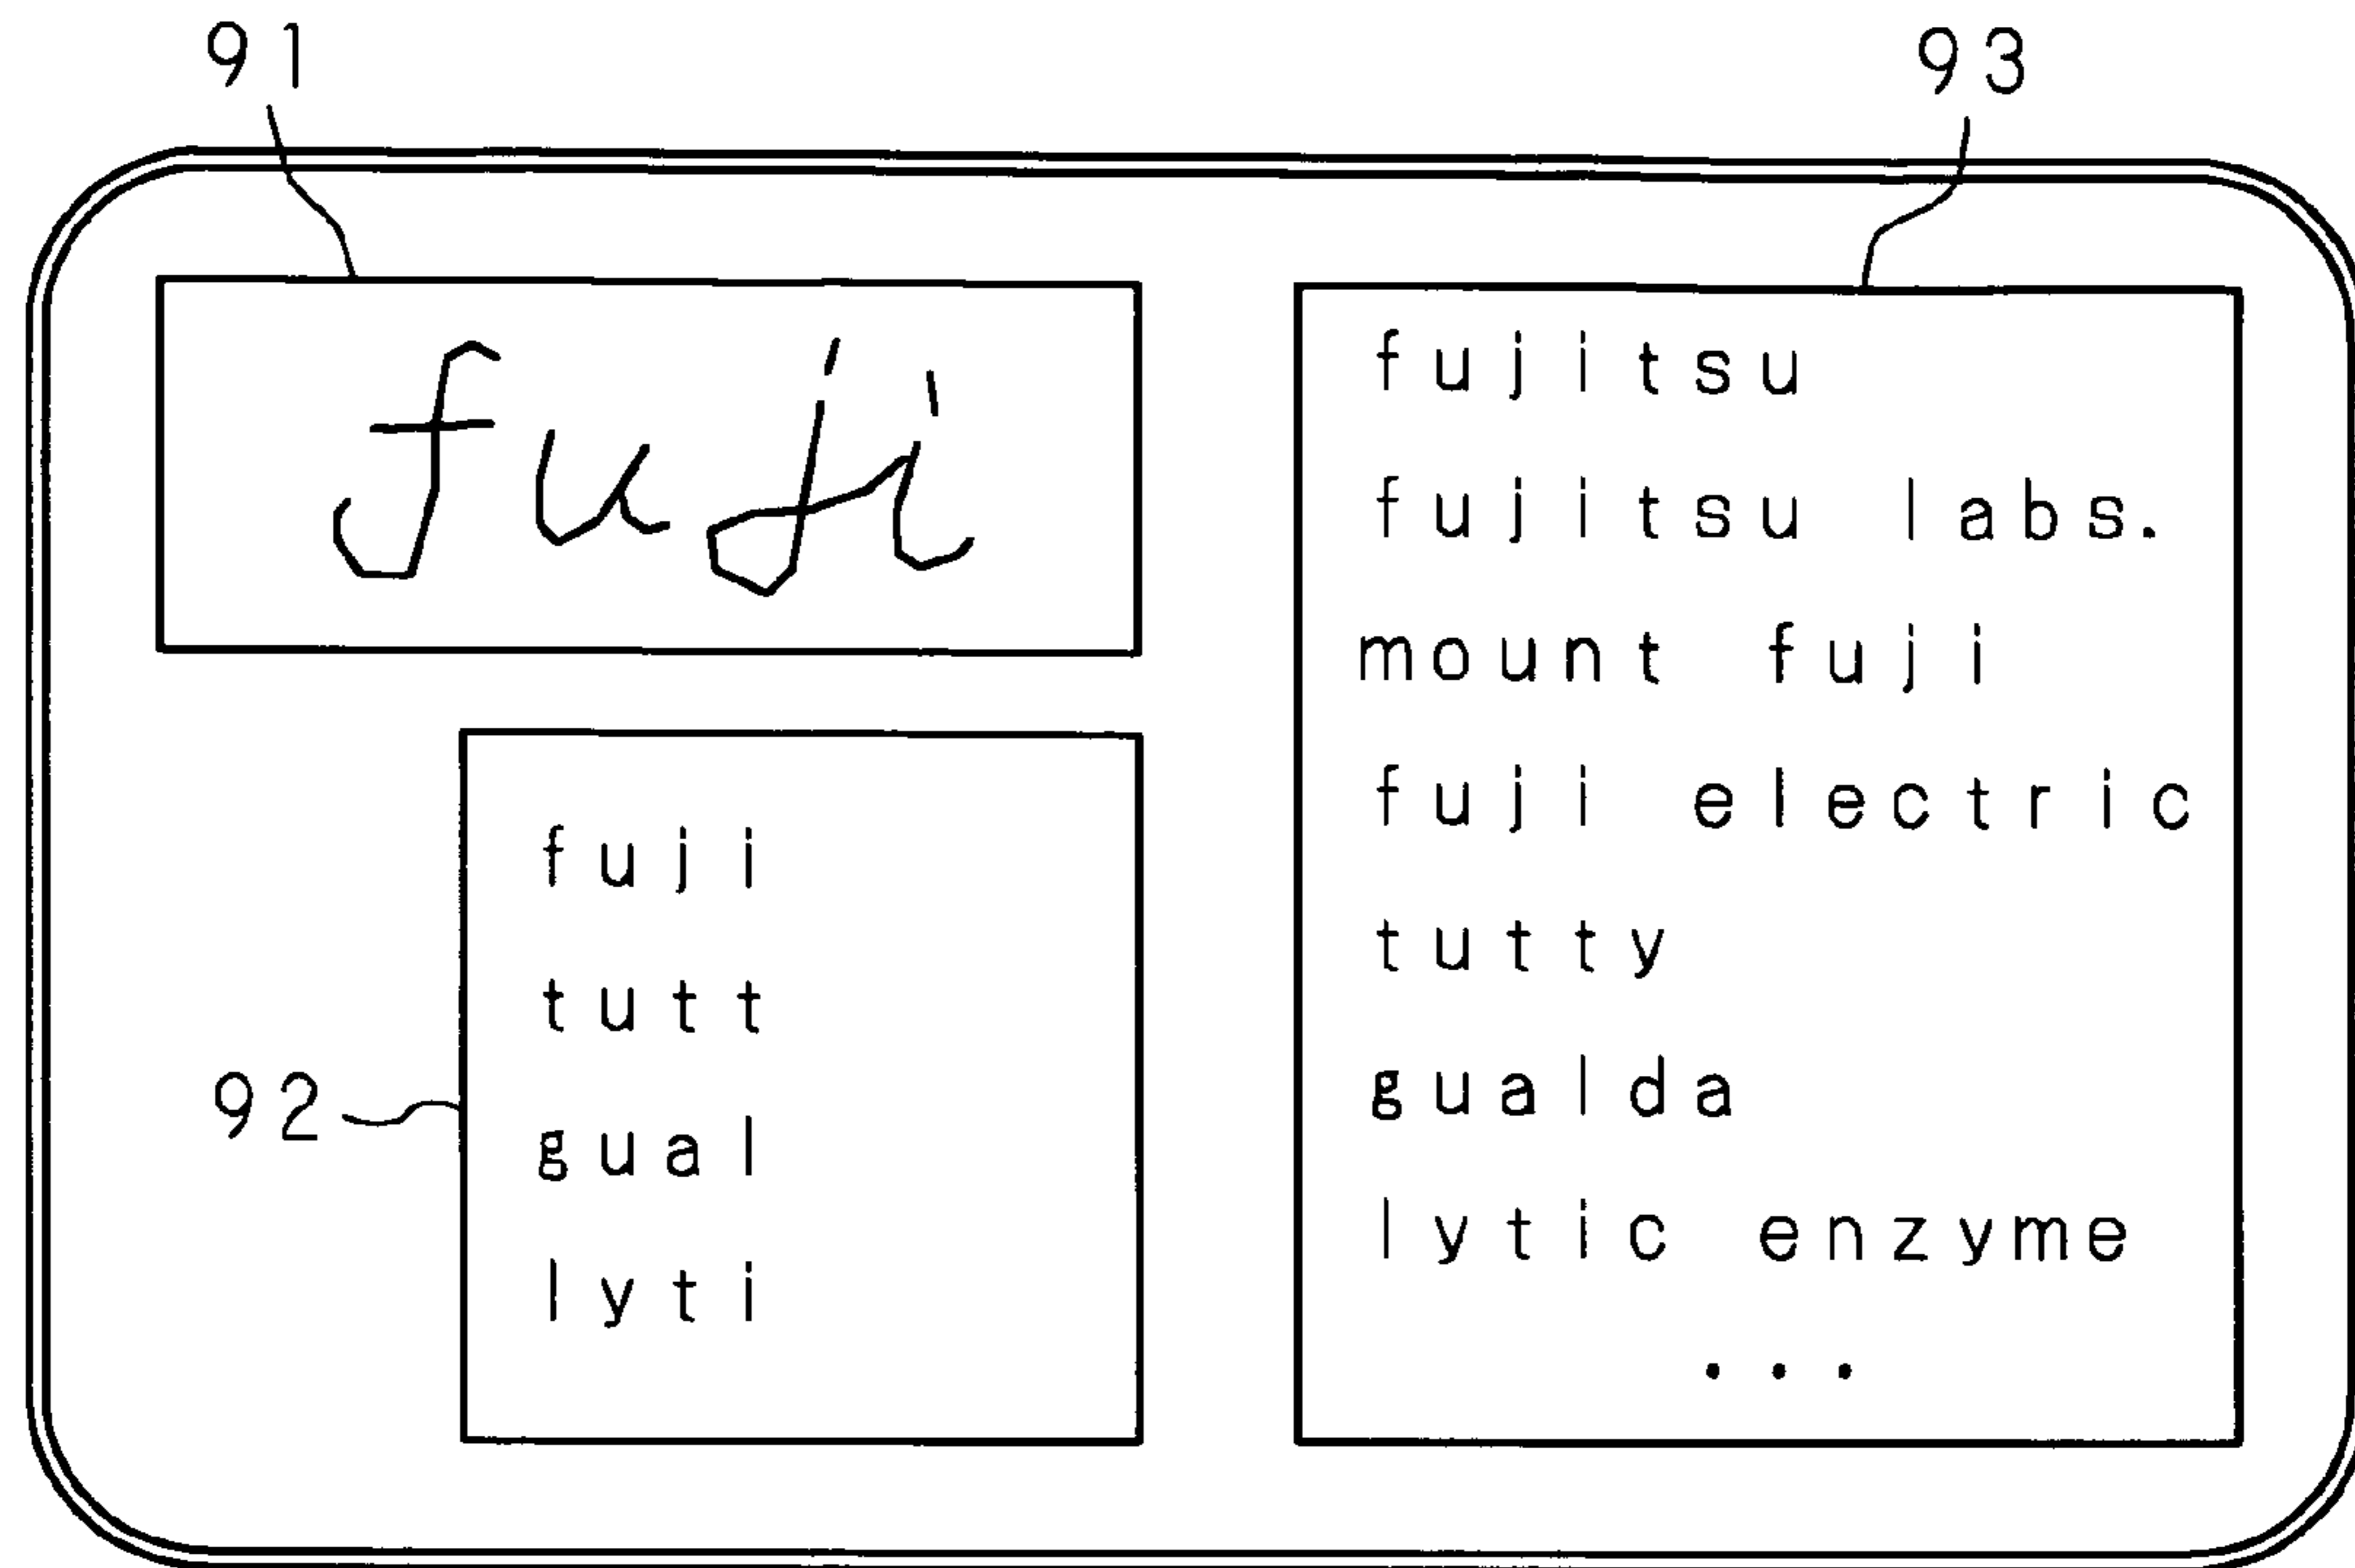 91
93
fuji
fuji
tutt
gual
lyti
92
fujitsu
fujitsu labs.
mount fuji
fuji electric
tutty
gualda
lytic enzyme
...